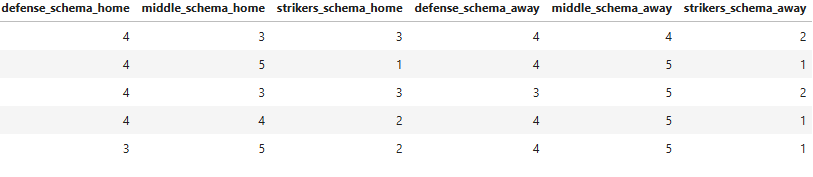 defense_schema_home middle_schema_home strikers_schema_home defense_schema_away middle_schema_away strikers_schema_away
4 3 3 4 4 2
4 5 1 4 5 1
4 3 3 3 5 2
4 4 2 4 5 1
3 5 2 4 5 1